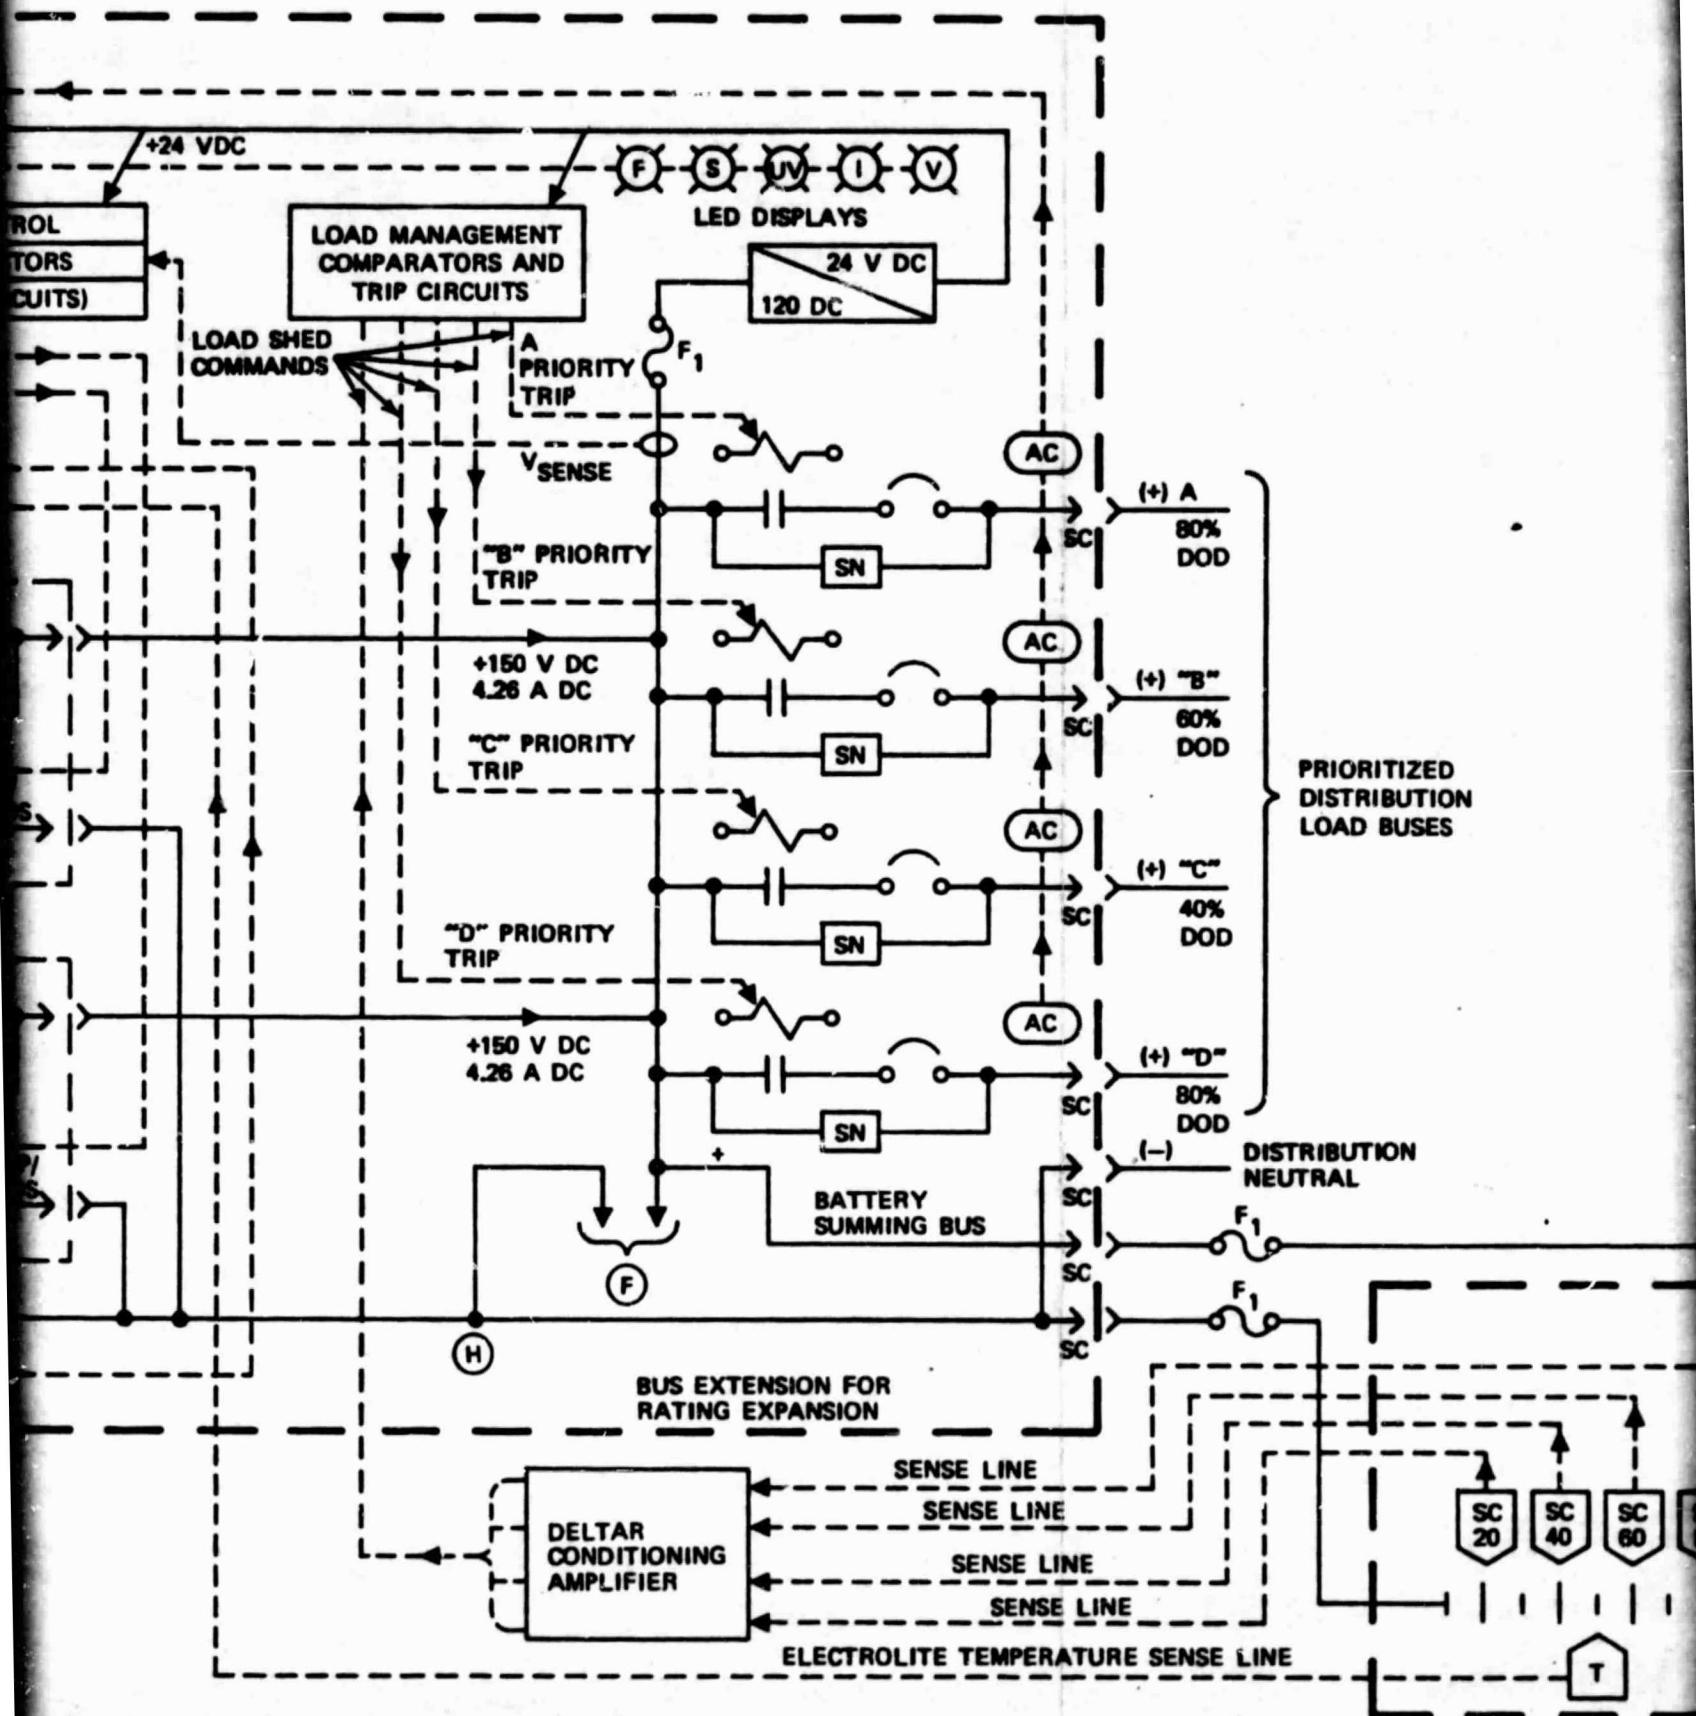 +24 VDC
F S UV I V
LED DISPLAYS
TROL
TORS
CUITS)
LOAD MANAGEMENT
COMPARATORS AND
TRIP CIRCUITS
24 V DC
120 DC
LOAD SHED
COMMANDS
A
PRIORITY
TRIP
F1
VSENSE
AC
(+) A
80%
DOD
SC
SN
"B" PRIORITY
TRIP
+150 V DC
4.26 A DC
AC
(+) "B"
60%
DOD
SC
SN
"C" PRIORITY
TRIP
PRIORITIZED
DISTRIBUTION
LOAD BUSES
S
AC
(+) "C"
40%
DOD
SC
SN
"D" PRIORITY
TRIP
+150 V DC
4.26 A DC
AC
(+) "D"
80%
DOD
SC
SN
+
(−)
DISTRIBUTION
NEUTRAL
SC
BATTERY
SUMMING BUS
F1
SC
F
F1
SC
H
BUS EXTENSION FOR
RATING EXPANSION
SENSE LINE
SENSE LINE
SENSE LINE
SENSE LINE
DELTAR
CONDITIONING
AMPLIFIER
SC
20
SC
40
SC
60
ELECTROLITE TEMPERATURE SENSE LINE
T